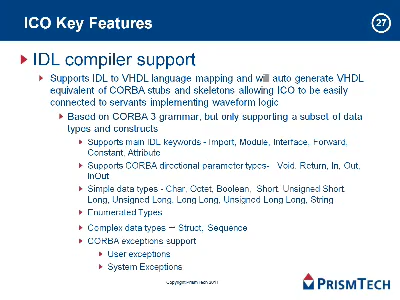 ICO Key Features
27
IDL compiler support
Supports IDL to VHDL language mapping and will auto generate VHDL
equivalent of CORBA stubs and skeletons allowing ICO to be easily
connected to servants implementing waveform logic
Based on CORBA 3 grammar, but only supporting a subset of data
types and constructs
Supports main IDL keywords - Import, Module, Interface, Forward,
Constant, Attribute
Supports CORBA directional parameter types- Void, Return, In, Out,
InOut
Simple data types - Char, Octet, Boolean, Short, Unsigned Short,
Long, Unsigned Long, Long Long, Unsigned Long Long, String
Enumerated Types
Complex data types – Struct, Sequence
CORBA exceptions support
User exceptions
System Exceptions
Copyright PrismTech 2011
PRISMTECH